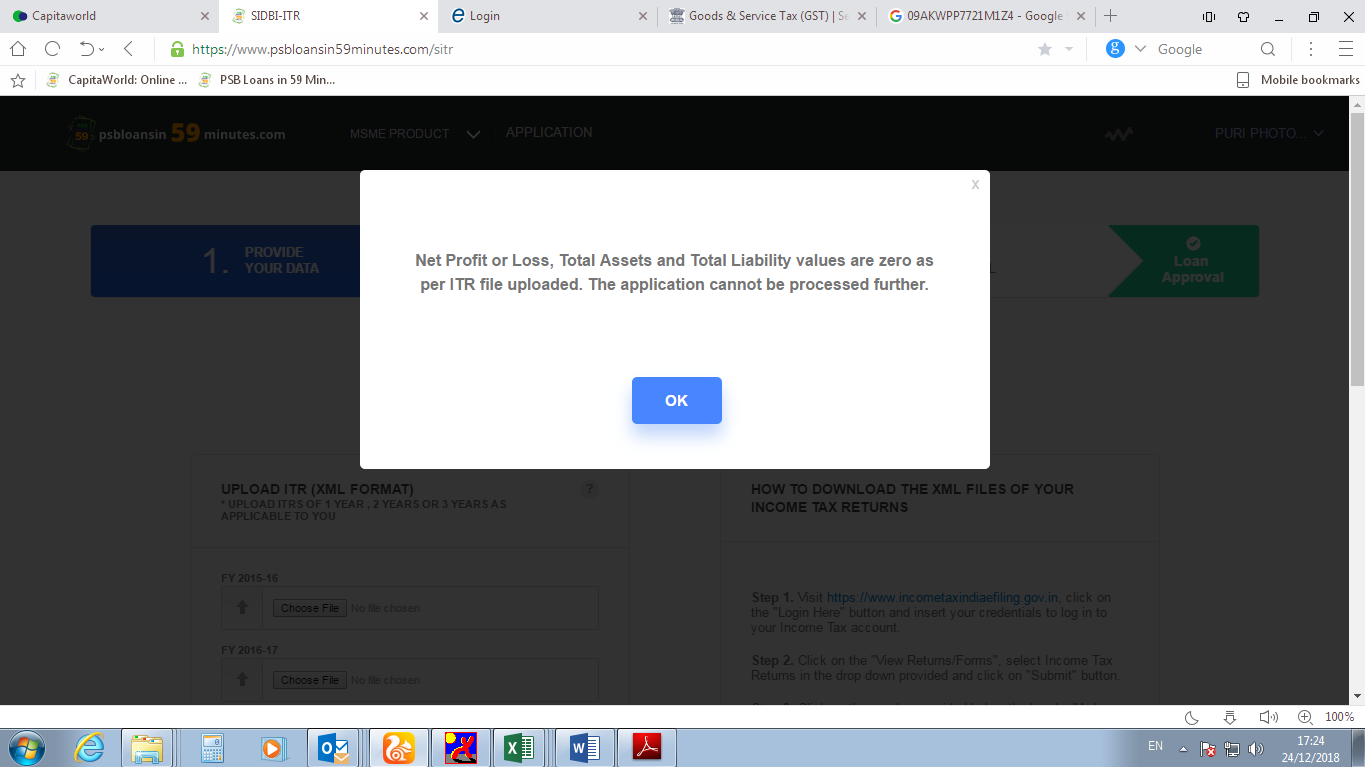 Capitaworld
SIDBI-ITR
Login
Goods & Service Tax (GST) | Se
09AKWPP7721M1Z4 - Google
https://www.psbloansin59minutes.com/sitr
Google
CapitaWorld: Online ...
PSB Loans in 59 Min...
Mobile bookmarks
psbloansin 59 minutes.com
MSME PRODUCT
APPLICATION
PURI PHOTO...
X
1.
PROVIDE
YOUR DATA
Loan
Approval
Net Profit or Loss, Total Assets and Total Liability values are zero as
per ITR file uploaded. The application cannot be processed further.
OK
UPLOAD ITR (XML FORMAT)
?
* UPLOAD ITRS OF 1 YEAR , 2 YEARS OR 3 YEARS AS
APPLICABLE TO YOU
FY 2015-16
Choose File No file chosen
FY 2016-17
Choose File No file chosen
HOW TO DOWNLOAD THE XML FILES OF YOUR
INCOME TAX RETURNS
Step 1. Visit https://www.incometaxindiaefiling.gov.in, click on
the "Login Here" button and insert your credentials to log in to
your Income Tax account.
Step 2. Click on the "View Returns/Forms", select Income Tax
Returns in the drop down provided and click on "Submit" button.
100%
EN
17:24
24/12/2018